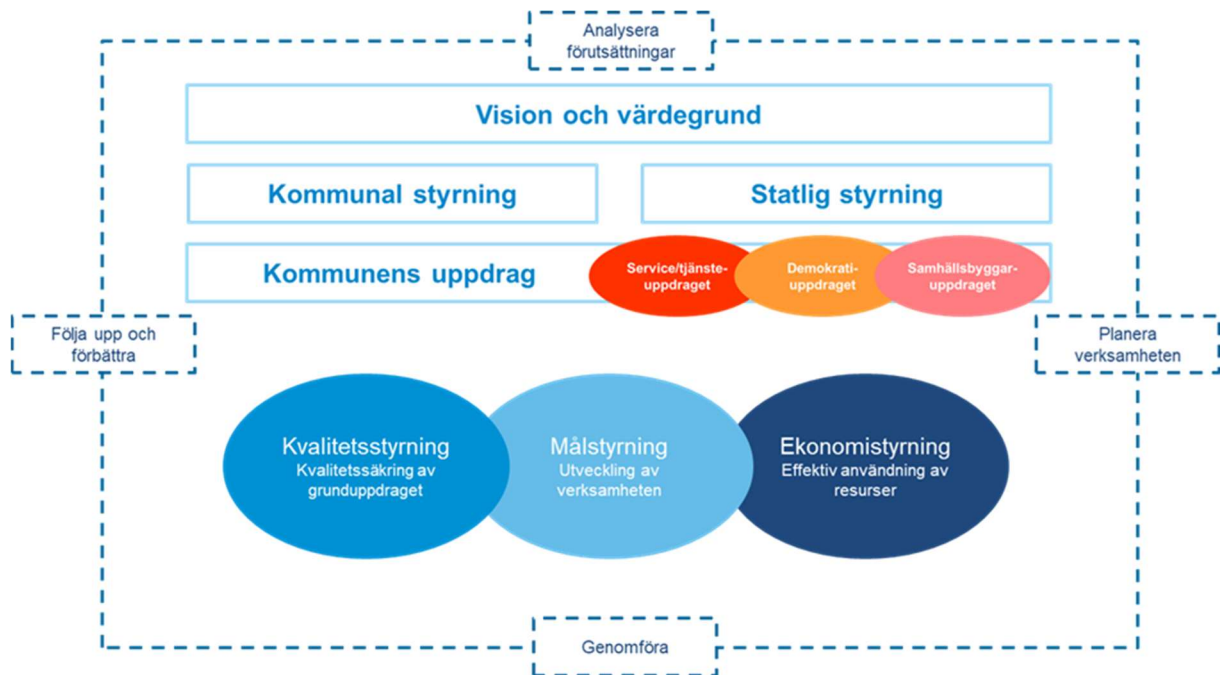 Analysera
förutsättningar
Vision och värdegrund
Kommunal styrning
Statlig styrning
Kommunens uppdrag
Service/tjänste-
uppdraget
Demokrati-
uppdraget
Samhällsbyggar-
uppdraget
Följa upp och
förbättra
Planera
verksamheten
Kvalitetsstyrning
Kvalitetssäkring av
grunduppdraget
Målstyrning
Utveckling av
verksamheten
Ekonomistyrning
Effektiv användning av
resurser
Genomföra